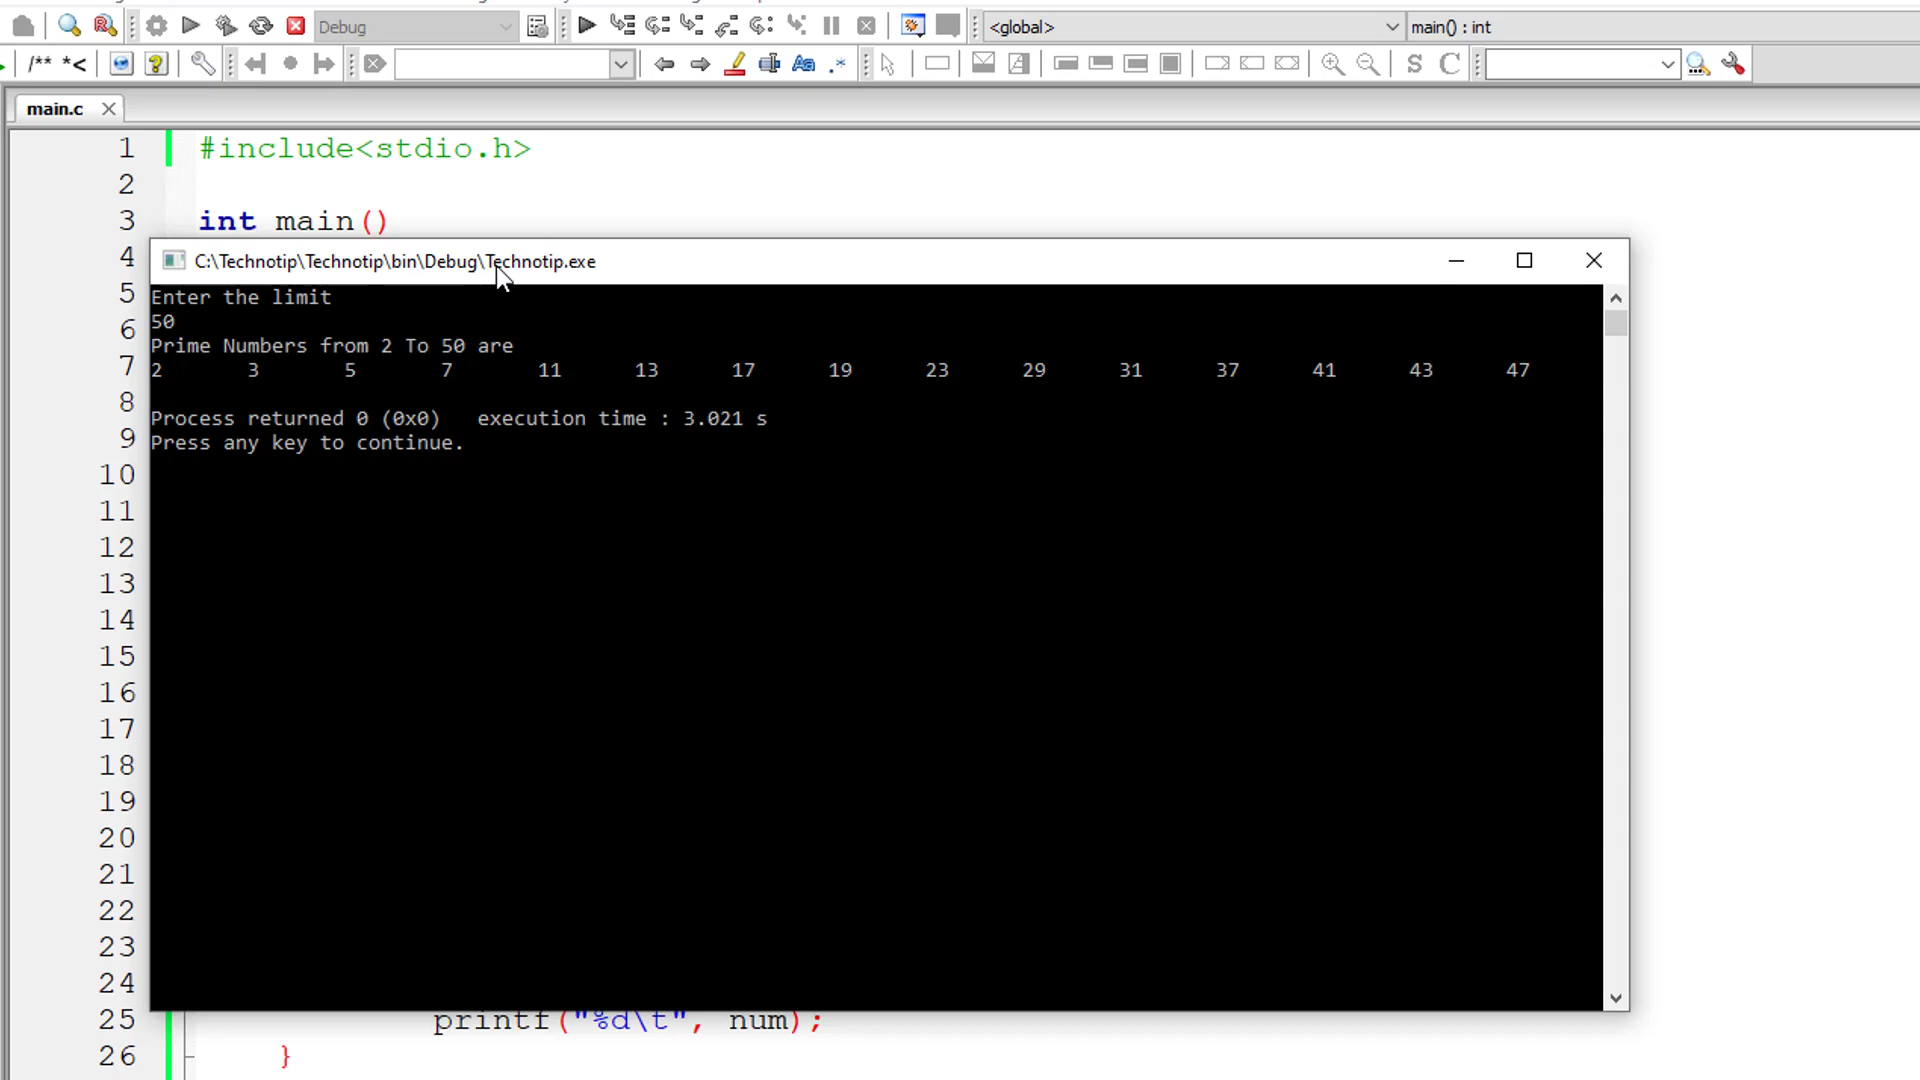 Debug
<global>
main() : int
/** *<
Aa
.*
S C
main.c
1 #include<stdio.h>
2
3 int main()
4
C:\Technotip\Technotip\bin\Debug\Technotip.exe
5
Enter the limit
50
6
Prime Numbers from 2 To 50 are
7
2 3 5 7 11 13 17 19 23 29 31 37 41 43 47
8
Process returned 0 (0x0) execution time : 3.021 s
9
Press any key to continue.
10
11
12
13
14
15
16
17
18
19
20
21
22
23
24
25 printf("%d\t", num);
26 }